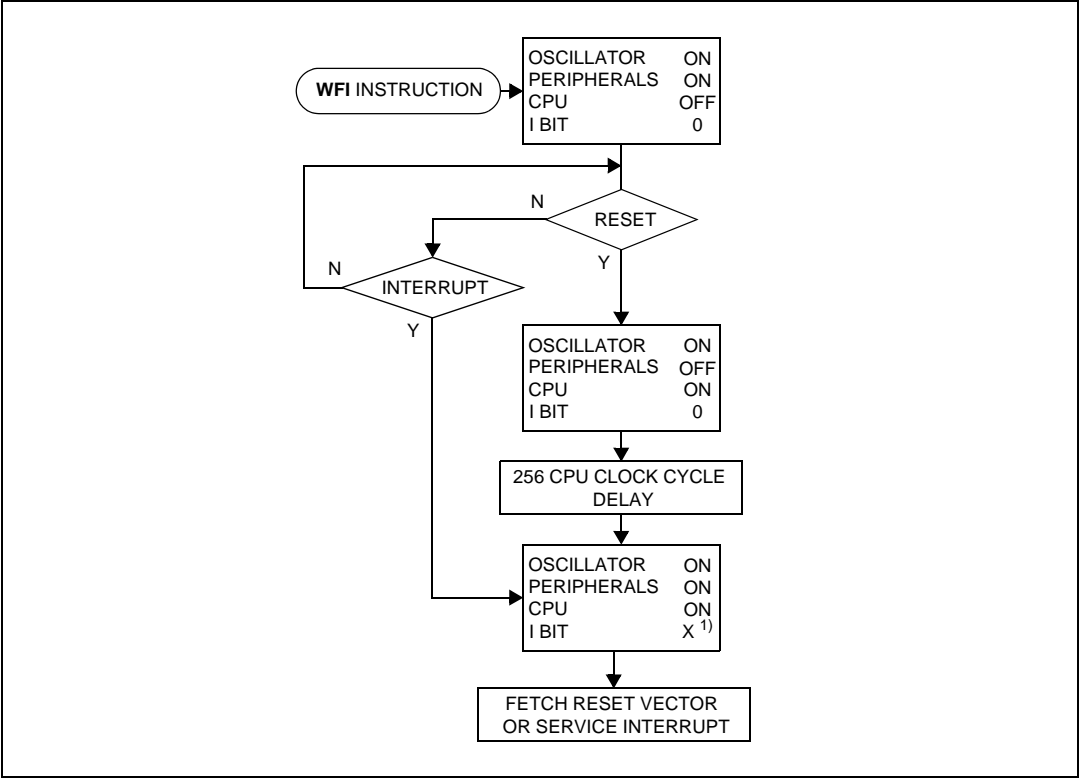 WFI INSTRUCTION
OSCILLATOR ON
PERIPHERALS ON
CPU OFF
I BIT 0
N
RESET
Y
N
INTERRUPT
Y
OSCILLATOR ON
PERIPHERALS OFF
CPU ON
I BIT 0
256 CPU CLOCK CYCLE
DELAY
OSCILLATOR ON
PERIPHERALS ON
CPU ON
I BIT X 1)
FETCH RESET VECTOR
OR SERVICE INTERRUPT